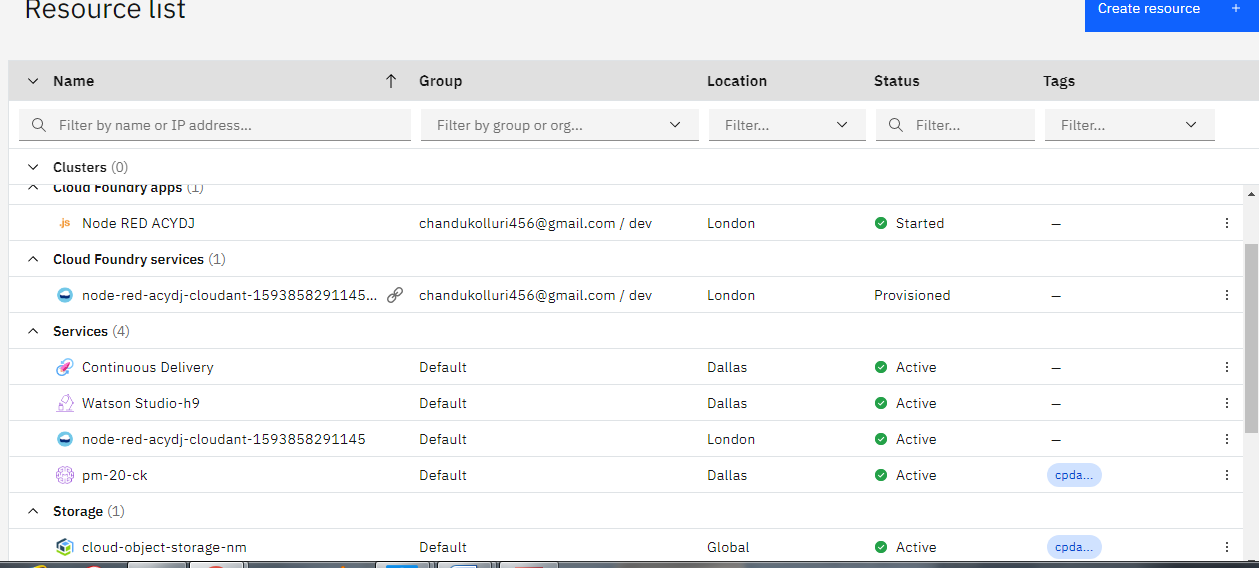 Resource list
Create resource +
Name Group Location Status Tags
Filter by name or IP address... Filter by group or org... Filter... Filter... Filter...
Clusters (0)
Cloud Foundry apps (1)
.js Node RED ACYDJ chandukolluri456@gmail.com / dev London Started –
Cloud Foundry services (1)
node-red-acydj-cloudant-1593858291145... chandukolluri456@gmail.com / dev London Provisioned –
Services (4)
Continuous Delivery Default Dallas Active –
Watson Studio-h9 Default Dallas Active –
node-red-acydj-cloudant-1593858291145 Default London Active –
pm-20-ck Default Dallas Active cpda...
Storage (1)
cloud-object-storage-nm Default Global Active cpda...